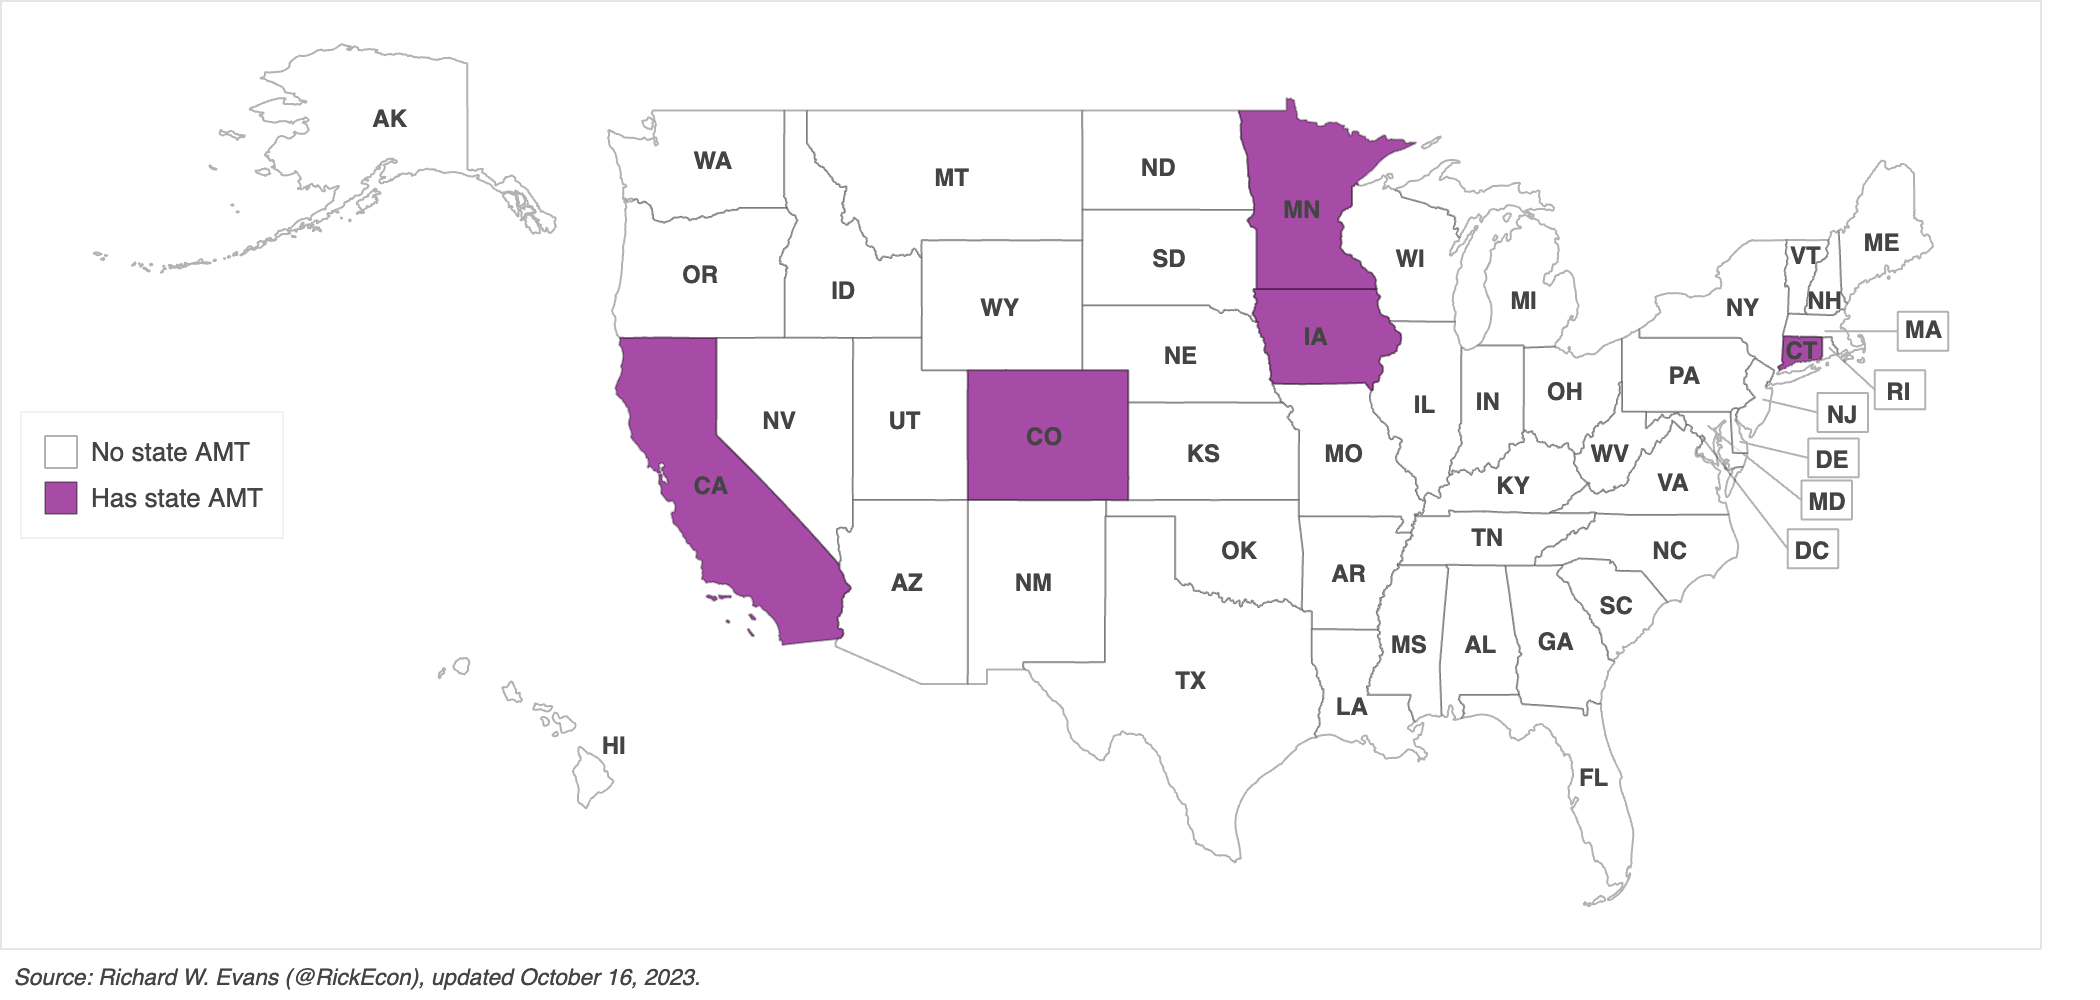 AK
WA
MT
ND
MN
OR
ID
WY
SD
WI
MI
NY
VT
NH
ME
MA
CT
RI
NE
IA
PA
NJ
NV
UT
CO
KS
MO
IL
IN
OH
WV
VA
DE
MD
DC
CA
KY
AZ
NM
OK
AR
TN
NC
SC
MS
AL
GA
TX
LA
FL
HI
No state AMT
Has state AMT
Source: Richard W. Evans (@RickEcon), updated October 16, 2023.